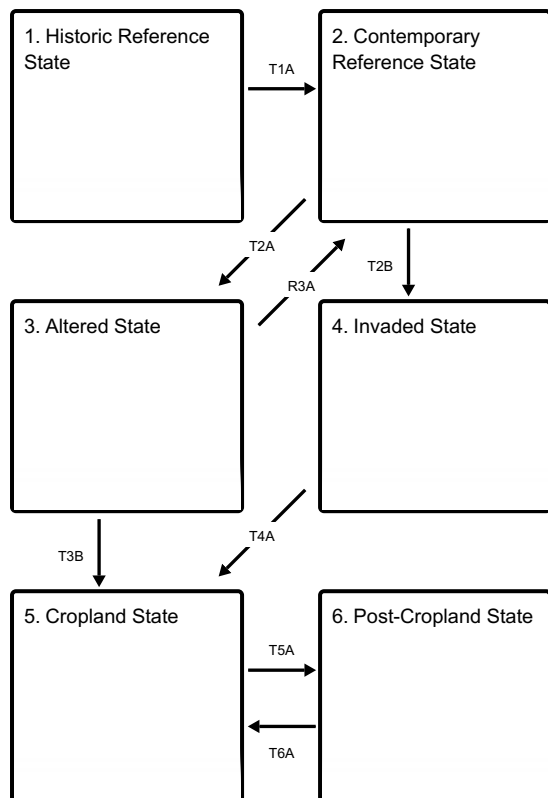 1. Historic Reference
State
T1A
2. Contemporary
Reference State
T2A
R3A
T2B
3. Altered State
4. Invaded State
T3B
T4A
5. Cropland State
T5A
6. Post-Cropland State
T6A